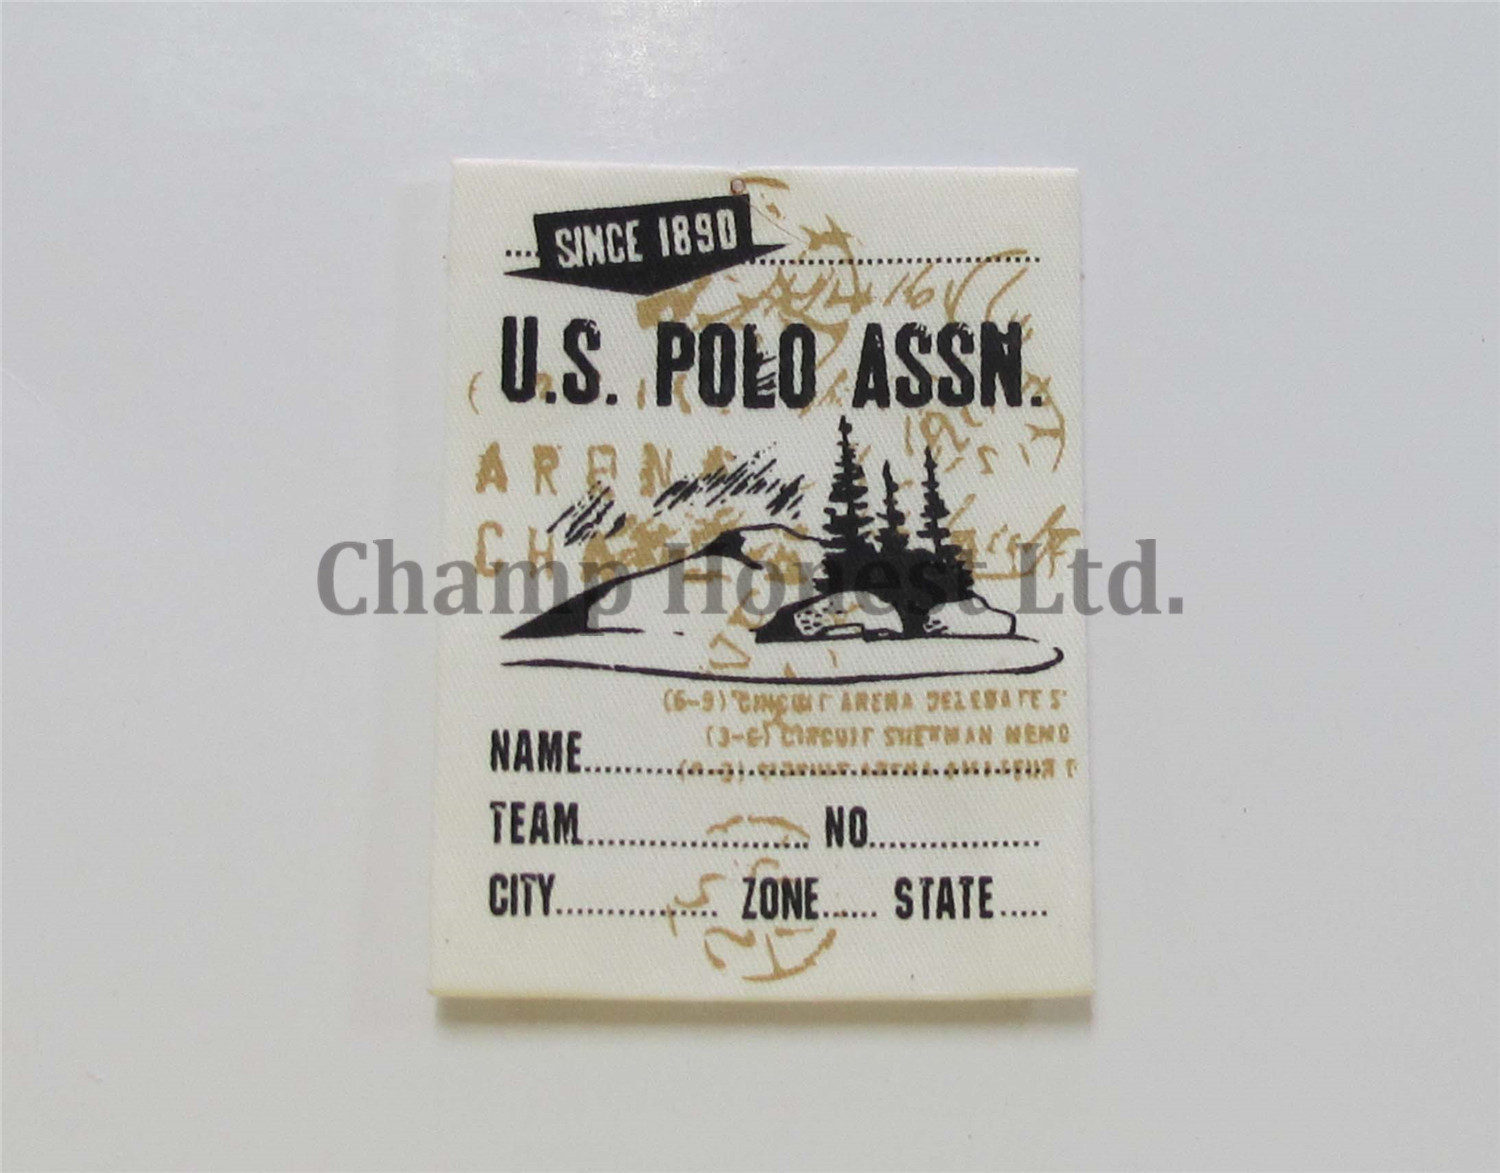 SINCE 1890
U.S. POLO ASSN.
ARENA
CH
Champ Honest Ltd.
(6-9) CIRCUIT ARENA
(3-6) CIRCUIT SHERMAN MEMO
NAME
TEAM NO
CITY ZONE STATE